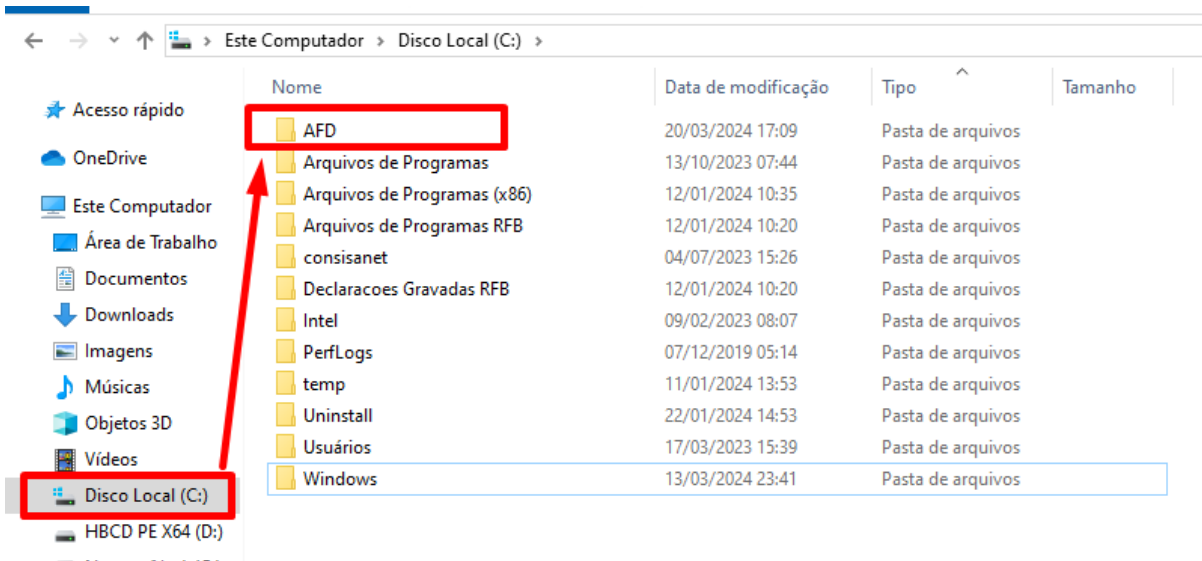 Este Computador > Disco Local (C:) >
Nome Data de modificação Tipo Tamanho
Acesso rápido
OneDrive
Este Computador
Área de Trabalho
Documentos
Downloads
Imagens
Músicas
Objetos 3D
Vídeos
Disco Local (C:)
HBCD PE X64 (D:)
AFD 20/03/2024 17:09 Pasta de arquivos
Arquivos de Programas 13/10/2023 07:44 Pasta de arquivos
Arquivos de Programas (x86) 12/01/2024 10:35 Pasta de arquivos
Arquivos de Programas RFB 12/01/2024 10:20 Pasta de arquivos
consisanet 04/07/2023 15:26 Pasta de arquivos
Declaracoes Gravadas RFB 12/01/2024 10:20 Pasta de arquivos
Intel 09/02/2023 08:07 Pasta de arquivos
PerfLogs 07/12/2019 05:14 Pasta de arquivos
temp 11/01/2024 13:53 Pasta de arquivos
Uninstall 22/01/2024 14:53 Pasta de arquivos
Usuários 17/03/2023 15:39 Pasta de arquivos
Windows 13/03/2024 23:41 Pasta de arquivos